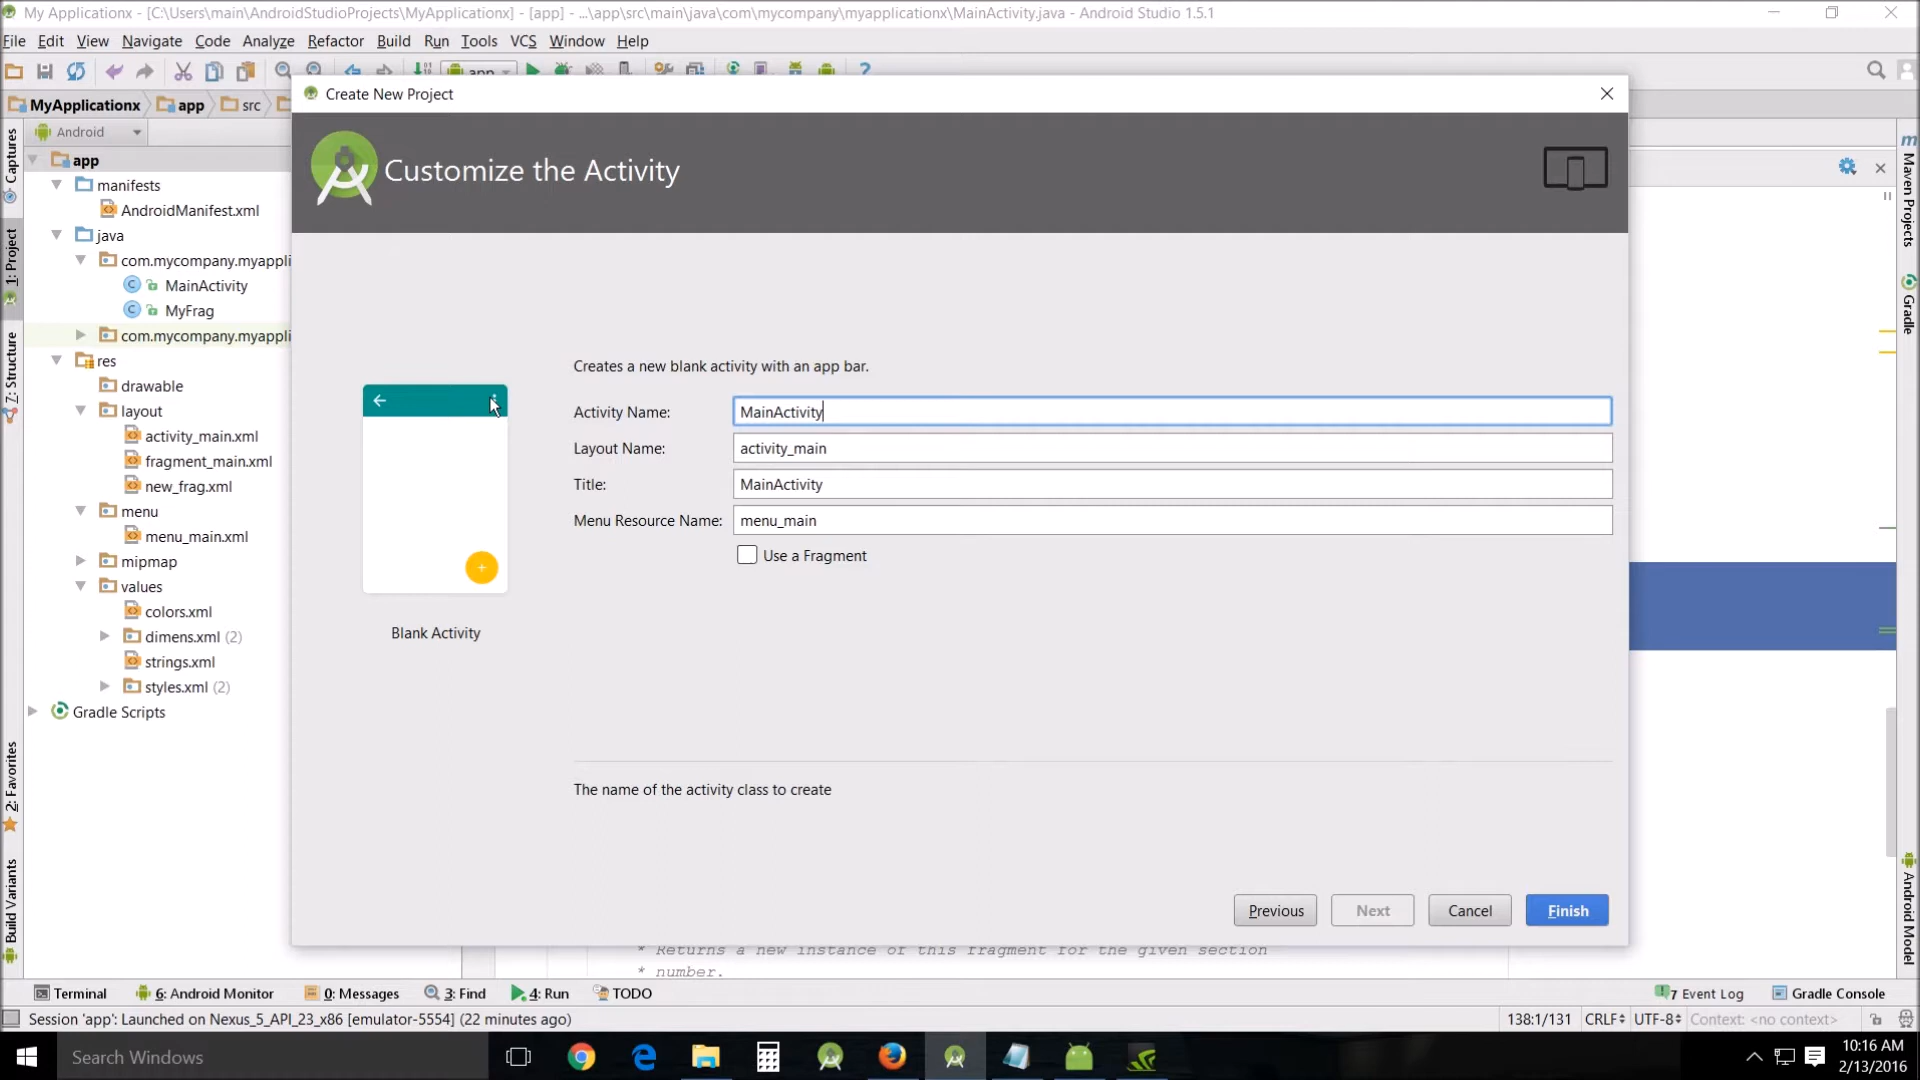 My Applicationx - [C:\Users\main\AndroidStudioProjects\MyApplicationx] - [app] - ...\app\src\main\java\com\mycompany\myapplicationx\MainActivity.java - Android Studio 1.5.1
File Edit View Navigate Code Analyze Refactor Build Run Tools VCS Window Help
app
MyApplicationx app src
Create New Project
Android
Customize the Activity
app
manifests
AndroidManifest.xml
java
com.mycompany.myappli
MainActivity
MyFrag
com.mycompany.myappli
res
drawable
layout
activity_main.xml
fragment_main.xml
new_frag.xml
menu
menu_main.xml
mipmap
values
colors.xml
dimens.xml (2)
strings.xml
styles.xml (2)
Gradle Scripts
Captures
1: Project
7: Structure
2: Favorites
Build Variants
Creates a new blank activity with an app bar.
Activity Name: MainActivity
Layout Name: activity_main
Title: MainActivity
Menu Resource Name: menu_main
Use a Fragment
Blank Activity
The name of the activity class to create
Previous Next Cancel Finish
* Returns a new instance of this fragment for the given section
* number.
Maven Projects
Gradle
Android Model
Terminal 6: Android Monitor 0: Messages 3: Find 4: Run TODO 7 Event Log Gradle Console
Session 'app': Launched on Nexus_5_API_23_x86 [emulator-5554] (22 minutes ago) 138:1/131 CRLF UTF-8 Context: <no context>
Search Windows
10:16 AM
2/13/2016